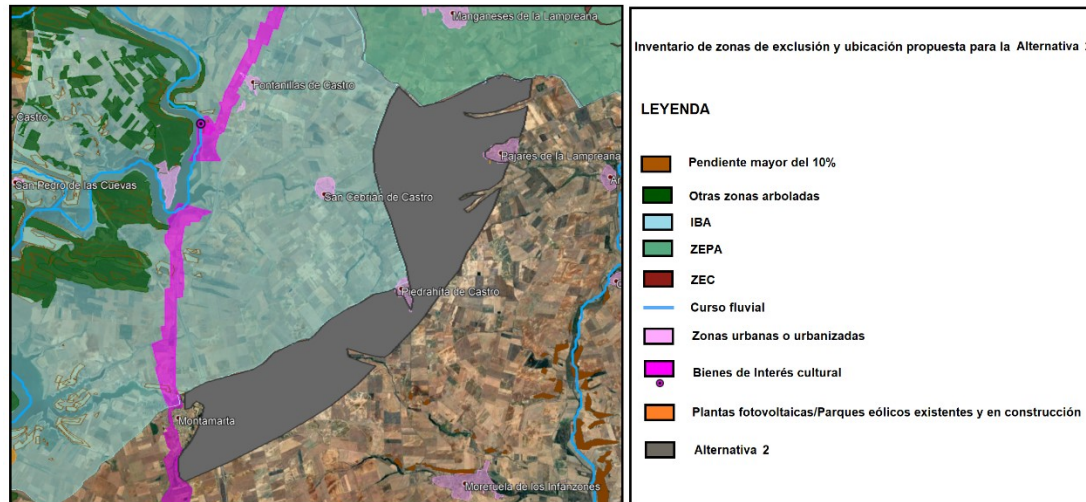 Manganeses de la Lampreana
Fontanillas de Castro
Castro
Pajares de la Lampreana
San Pedro de las Cuevas
San Cebrián de Castro
Piedrahita de Castro
Montamarta
Moreruela de los Infanzones
Inventario de zonas de exclusión y ubicación propuesta para la Alternativa
LEYENDA
Pendiente mayor del 10%
Otras zonas arboladas
IBA
ZEPA
ZEC
Curso fluvial
Zonas urbanas o urbanizadas
Bienes de Interés cultural
Plantas fotovoltaicas/Parques eólicos existentes y en construcción
Alternativa 2